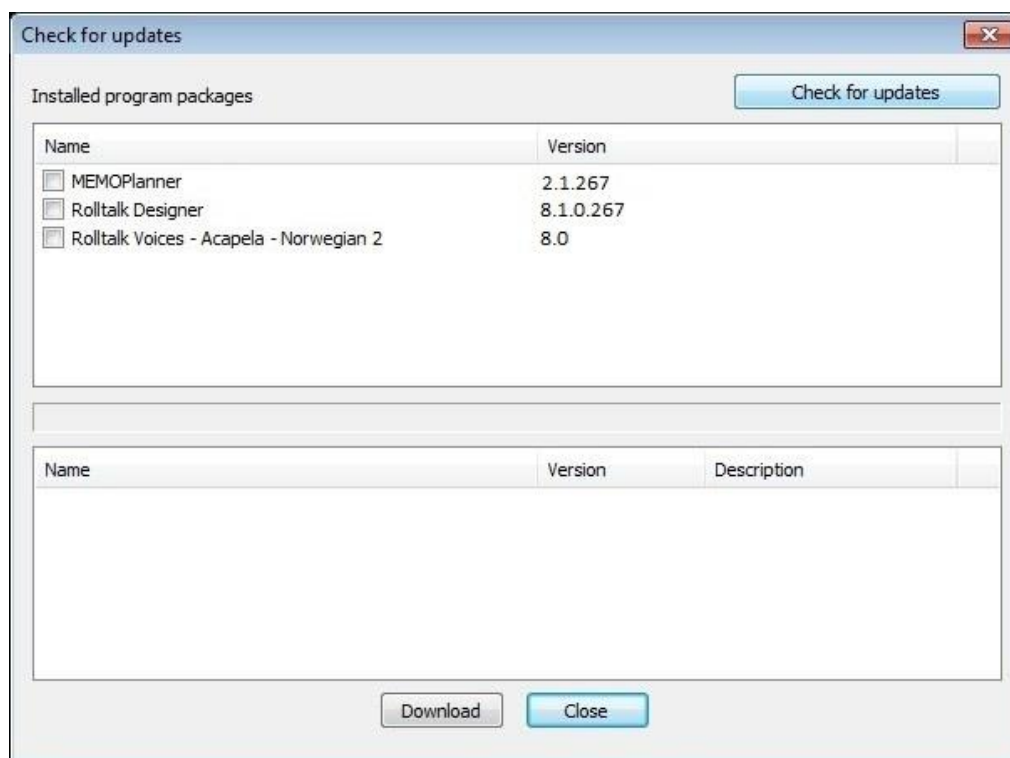 Check for updates
Installed program packages
Check for updates
Name Version
MEMOPlanner 2.1.267
Rolltalk Designer 8.1.0.267
Rolltalk Voices - Acapela - Norwegian 2 8.0
Name Version Description
Download Close